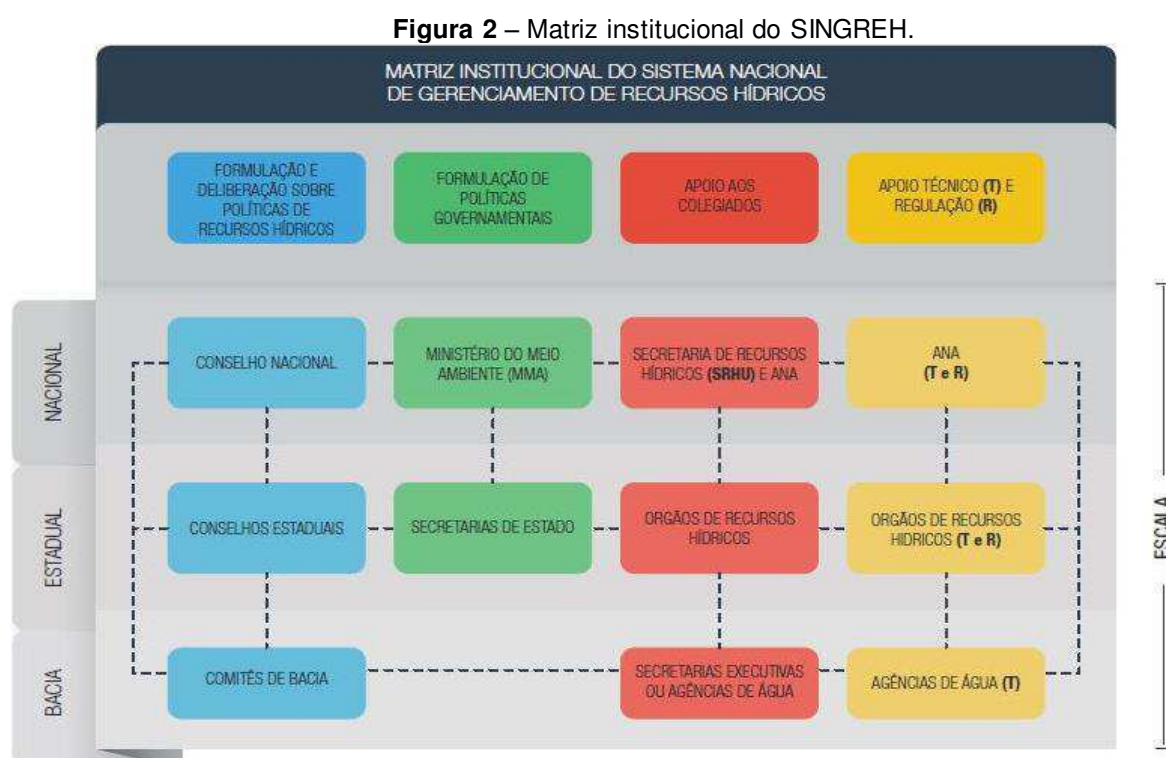 Figura 2 – Matriz institucional do SINGREH.
MATRIZ INSTITUCIONAL DO SISTEMA NACIONAL
DE GERENCIAMENTO DE RECURSOS HÍDRICOS
FORMULAÇÃO E
DELIBERAÇÃO SOBRE
POLÍTICAS DE
RECURSOS HÍDRICOS
FORMULAÇÃO DE
POLÍTICAS
GOVERNAMENTAIS
APOIO AOS
COLEGIADOS
APOIO TÉCNICO (T) E
REGULAÇÃO (R)
NACIONAL
CONSELHO NACIONAL
MINISTÉRIO DO MEIO
AMBIENTE (MMA)
SECRETARIA DE RECURSOS
HÍDRICOS (SRHU) E ANA
ANA
(T e R)
ESTADUAL
CONSELHOS ESTADUAIS
SECRETARIAS DE ESTADO
ORGÃOS DE RECURSOS
HÍDRICOS
ORGÃOS DE RECURSOS
HIDRICOS (T e R)
BACIA
COMITÊS DE BACIA
SECRETARIAS EXECUTIVAS
OU AGÊNCIAS DE ÁGUA
AGÊNCIAS DE ÁGUA (T)
ESCALA